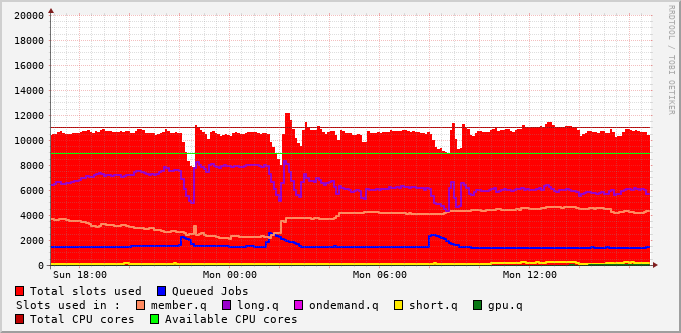 RRDTOOL / TOBI OETIKER
20000
18000
16000
14000
12000
10000
8000
6000
4000
2000
0
Sun 18:00 Mon 00:00 Mon 06:00 Mon 12:00
Total slots used Queued Jobs
Slots used in : member.q long.q ondemand.q short.q gpu.q
Total CPU cores Available CPU cores